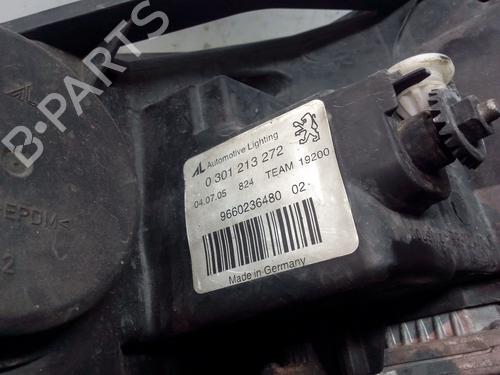 B-PARTS
AL Automotive Lighting
0 301 213 272
04.07.05 824 TEAM 19200
9660236480 02
Made in Germany
EPDM<
2